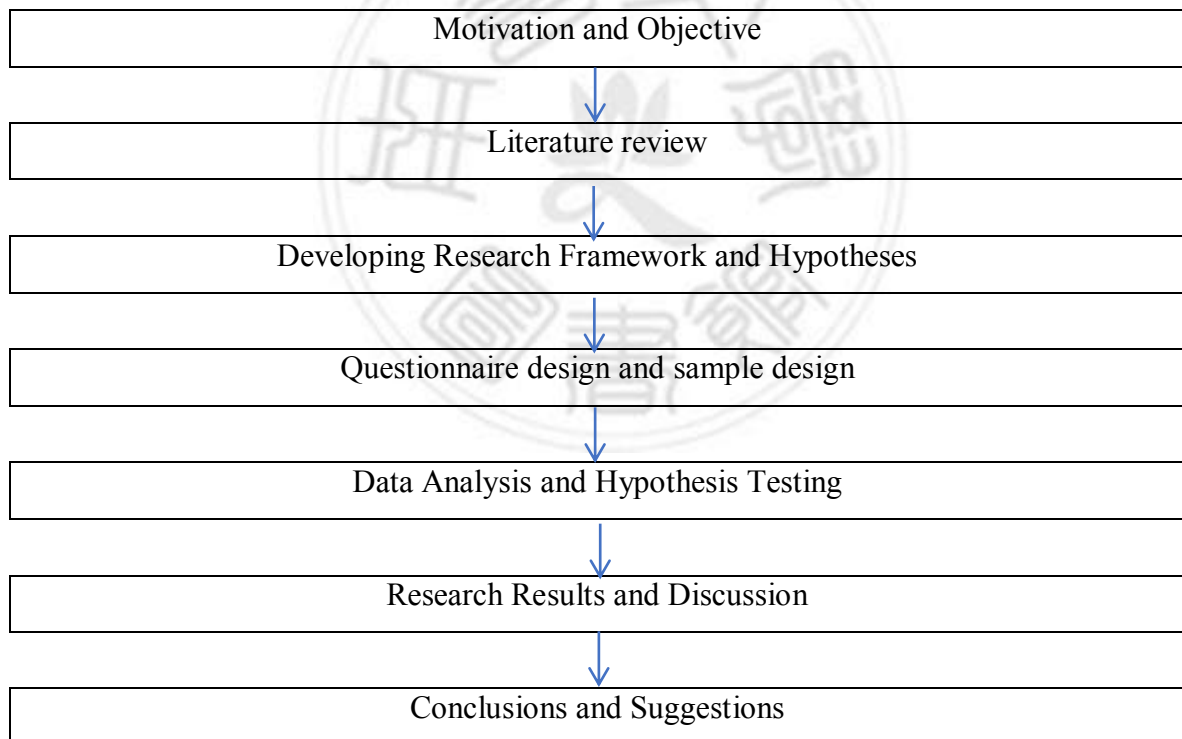 Motivation and Objective
Literature review
Developing Research Framework and Hypotheses
Questionnaire design and sample design
Data Analysis and Hypothesis Testing
Research Results and Discussion
Conclusions and Suggestions